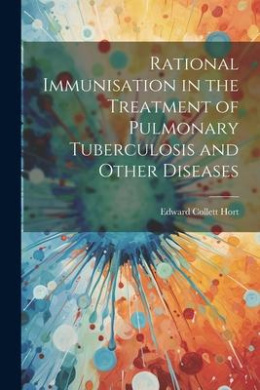 Rational
Immunisation in the
Treatment of
Pulmonary
Tuberculosis and
Other Diseases
Edward Collett Hort